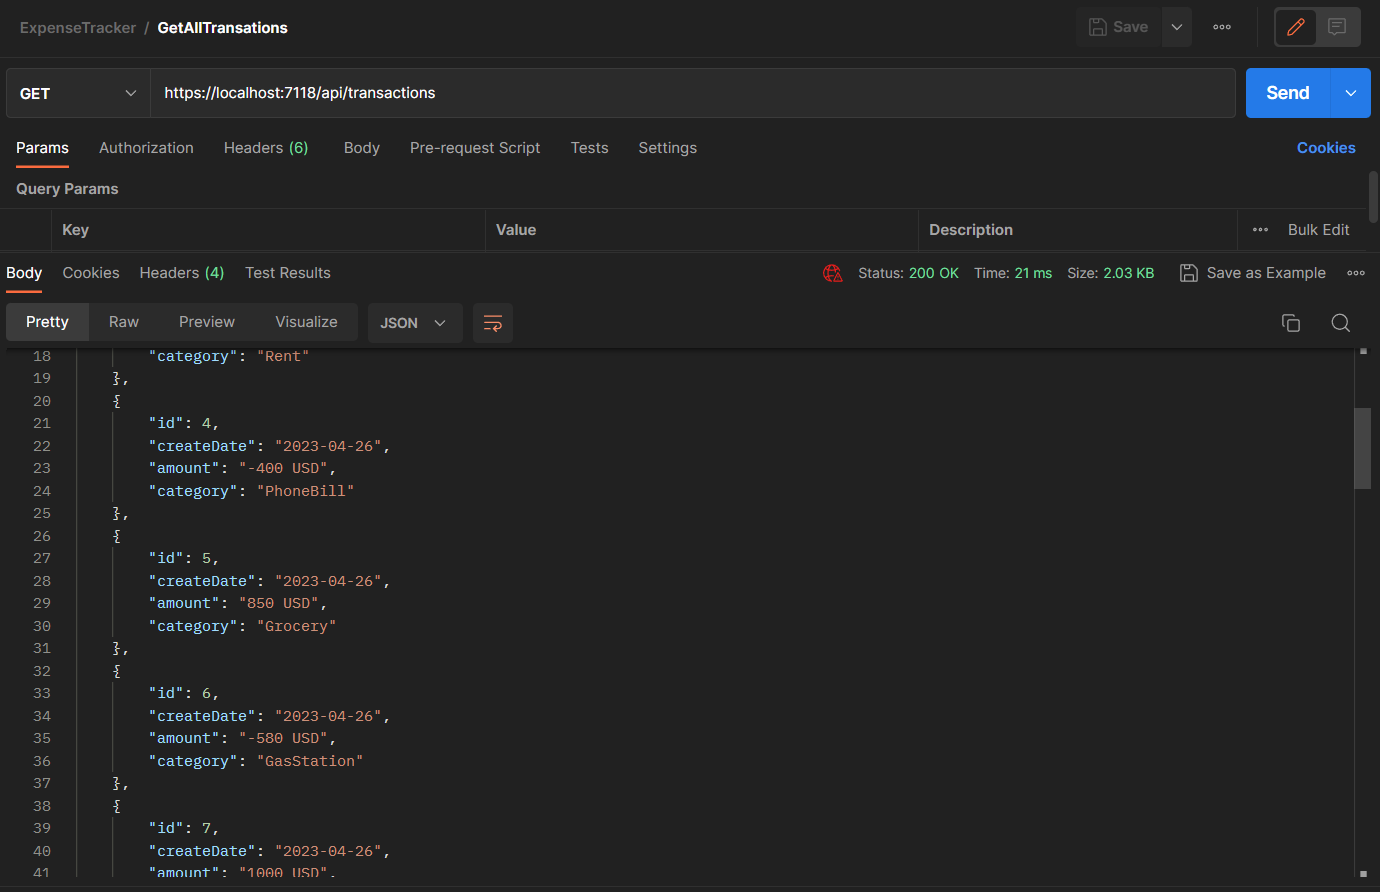 ExpenseTracker / GetAllTransations
Save
GET https://localhost:7118/api/transactions Send
Params Authorization Headers (6) Body Pre-request Script Tests Settings Cookies
Query Params
Key Value Description Bulk Edit
Body Cookies Headers (4) Test Results Status: 200 OK Time: 21 ms Size: 2.03 KB Save as Example
Pretty Raw Preview Visualize JSON
18 "category": "Rent"
19 },
20 {
21 "id": 4,
22 "createDate": "2023-04-26",
23 "amount": "-400 USD",
24 "category": "PhoneBill"
25 },
26 {
27 "id": 5,
28 "createDate": "2023-04-26",
29 "amount": "850 USD",
30 "category": "Grocery"
31 },
32 {
33 "id": 6,
34 "createDate": "2023-04-26",
35 "amount": "-580 USD",
36 "category": "GasStation"
37 },
38 {
39 "id": 7,
40 "createDate": "2023-04-26",
41 "amount": "1000 USD",